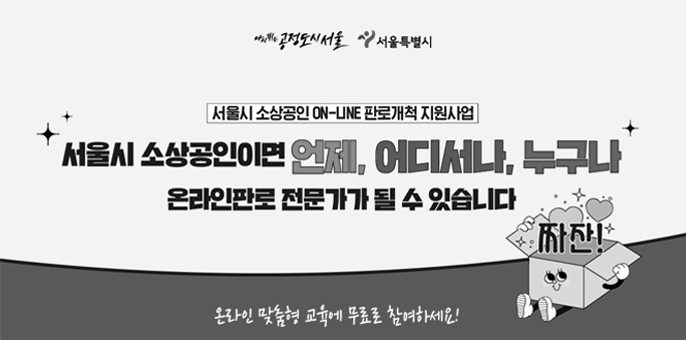 공정도시서울 서울특별시
서울시 소상공인 ON-LINE 판로개척 지원사업
서울시 소상공인이면 언제, 어디서나, 누구나
온라인판로 전문가가 될 수 있습니다
짜잔!
온라인 맞춤형 교육에 무료로 참여하세요!